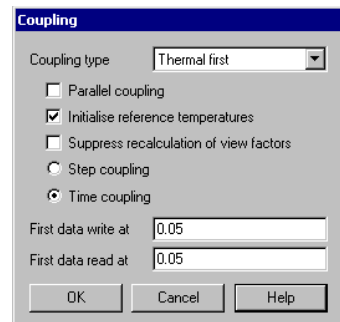 Coupling
Coupling type Thermal first
Parallel coupling
Initialise reference temperatures
Suppress recalculation of view factors
Step coupling
Time coupling
First data write at 0.05
First data read at 0.05
OK Cancel Help